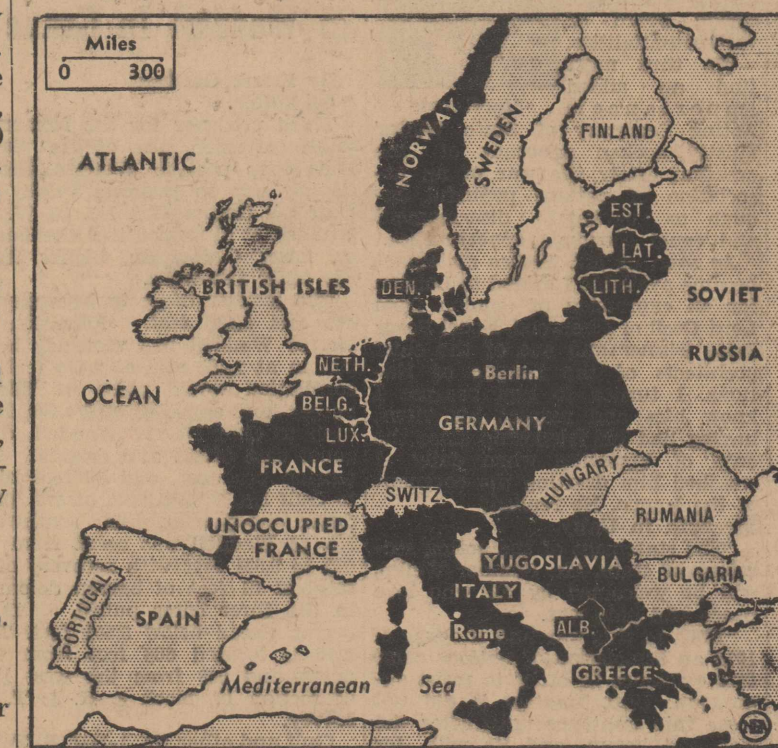 Miles
0 300
NORWAY
SWEDEN
FINLAND
ATLANTIC
EST.
LAT.
BRITISH ISLES
DEN.
LITH.
SOVIET
RUSSIA
NETH.
Berlin
OCEAN
BELG.
GERMANY
LUX.
FRANCE
HUNGARY
SWITZ.
RUMANIA
UNOCCUPIED
FRANCE
YUGOSLAVIA
BULGARIA
PORTUGAL
SPAIN
ITALY
Rome
ALB.
GREECE
Mediterranean Sea
NEA